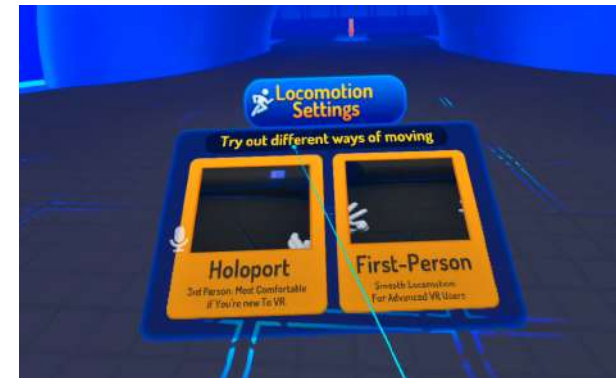 Locomotion
Settings
Try out different ways of moving
Holoport
3rd Person: Most Comfortable
if You're new To VR
First-Person
Smooth Locomotion:
For Advanced VR Users